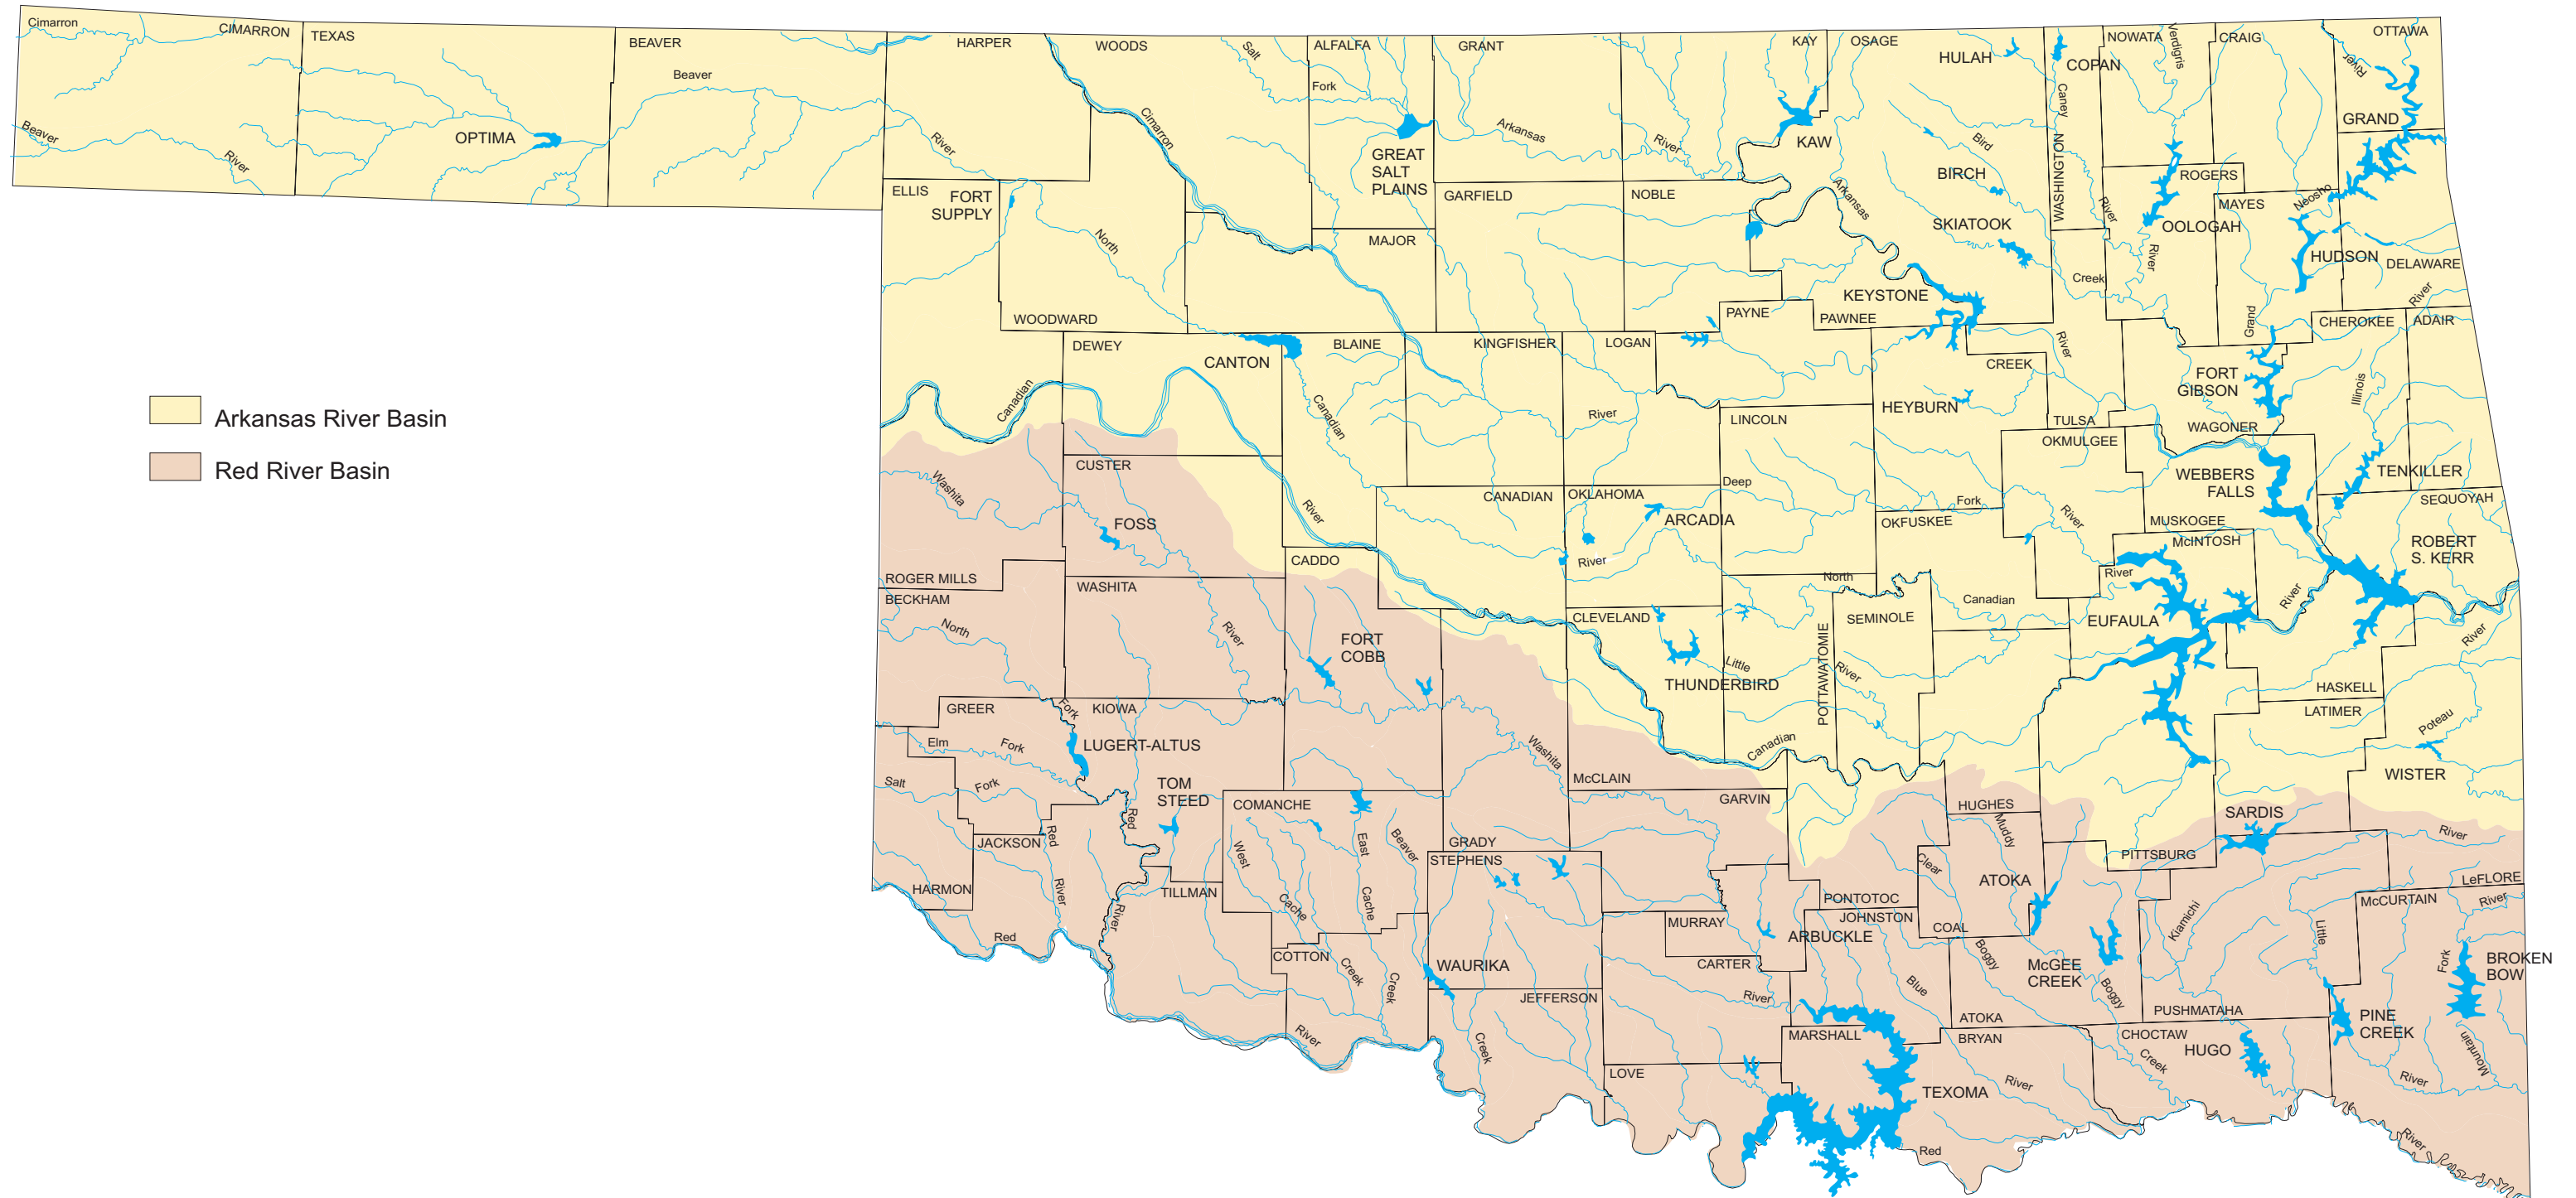 Cimarron
CIMARRON
TEXAS
BEAVER
HARPER
WOODS
Salt
ALFALFA
GRANT
KAY
OSAGE
HULAH
COPAN
NOWATA
Verdigris
CRAIG
OTTAWA
River
Beaver
Fork
Caney
Beaver
River
OPTIMA
River
Cimarron
GREAT
SALT
PLAINS
Arkansas
River
KAW
Bird
BIRCH
WASHINGTON
GRAND
ELLIS
FORT
SUPPLY
GARFIELD
NOBLE
Arkansas
SKIATOOK
River
ROGERS
MAYES
Neosho
OOLOGAH
North
MAJOR
River
Creek
HUDSON
DELAWARE
River
WOODWARD
KEYSTONE
PAYNE
PAWNEE
Grand
CHEROKEE
ADAIR
DEWEY
CANTON
BLAINE
KINGFISHER
LOGAN
River
CREEK
FORT
GIBSON
Illinois
Canadian
Canadian
River
LINCOLN
HEYBURN
TULSA
WAGONER
OKMULGEE
Arkansas River Basin
Red River Basin
CUSTER
Washita
River
CANADIAN
OKLAHOMA
Deep
Fork
WEBBERS
FALLS
TENKILLER
SEQUOYAH
FOSS
ARCADIA
OKFUSKEE
River
MUSKOGEE
McINTOSH
ROBERT
S. KERR
CADDO
River
ROGER MILLS
WASHITA
BECKHAM
North
River
North
Canadian
River
River
CLEVELAND
SEMINOLE
EUFAULA
FORT
COBB
POTTAWATOMIE
River
Little
River
THUNDERBIRD
HASKELL
LATIMER
GREER
Fork
KIOWA
Poteau
Elm
Fork
LUGERT-ALTUS
Washita
Canadian
Salt
Fork
TOM
STEED
McCLAIN
WISTER
COMANCHE
GARVIN
HUGHES
SARDIS
Red
Red
JACKSON
West
East
Beaver
GRADY
STEPHENS
Muddy
PITTSBURG
River
HARMON
River
TILLMAN
Clear
ATOKA
LeFLORE
River
Cache
Cache
PONTOTOC
JOHNSTON
McCURTAIN
River
Red
MURRAY
ARBUCKLE
COAL
Kiamichi
Little
COTTON
Creek
Creek
WAURIKA
CARTER
Boggy
McGEE
CREEK
Fork
BROKEN
BOW
JEFFERSON
River
Blue
Boggy
PUSHMATAHA
River
Creek
MARSHALL
ATOKA
BRYAN
CHOCTAW
HUGO
PINE
CREEK
Mountain
LOVE
River
Creek
River
TEXOMA
Red
River